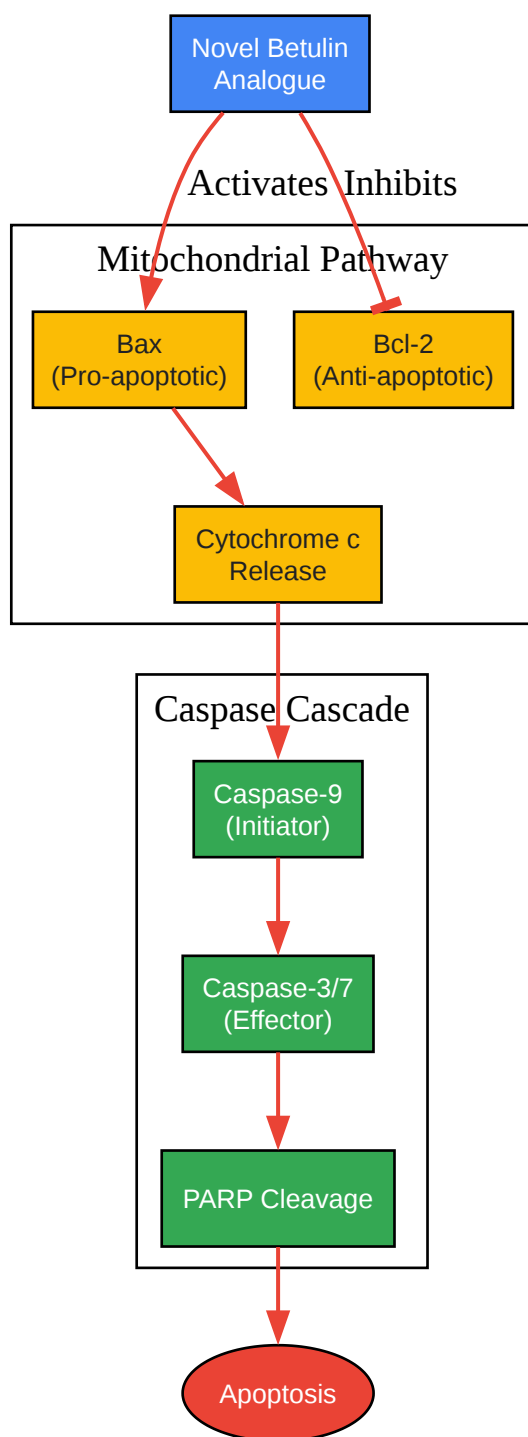 Novel Betulin
Analogue
Activates
Inhibits
Mitochondrial Pathway
Bax
(Pro-apoptotic)
Bcl-2
(Anti-apoptotic)
Cytochrome c
Release
Caspase Cascade
Caspase-9
(Initiator)
Caspase-3/7
(Effector)
PARP Cleavage
Apoptosis